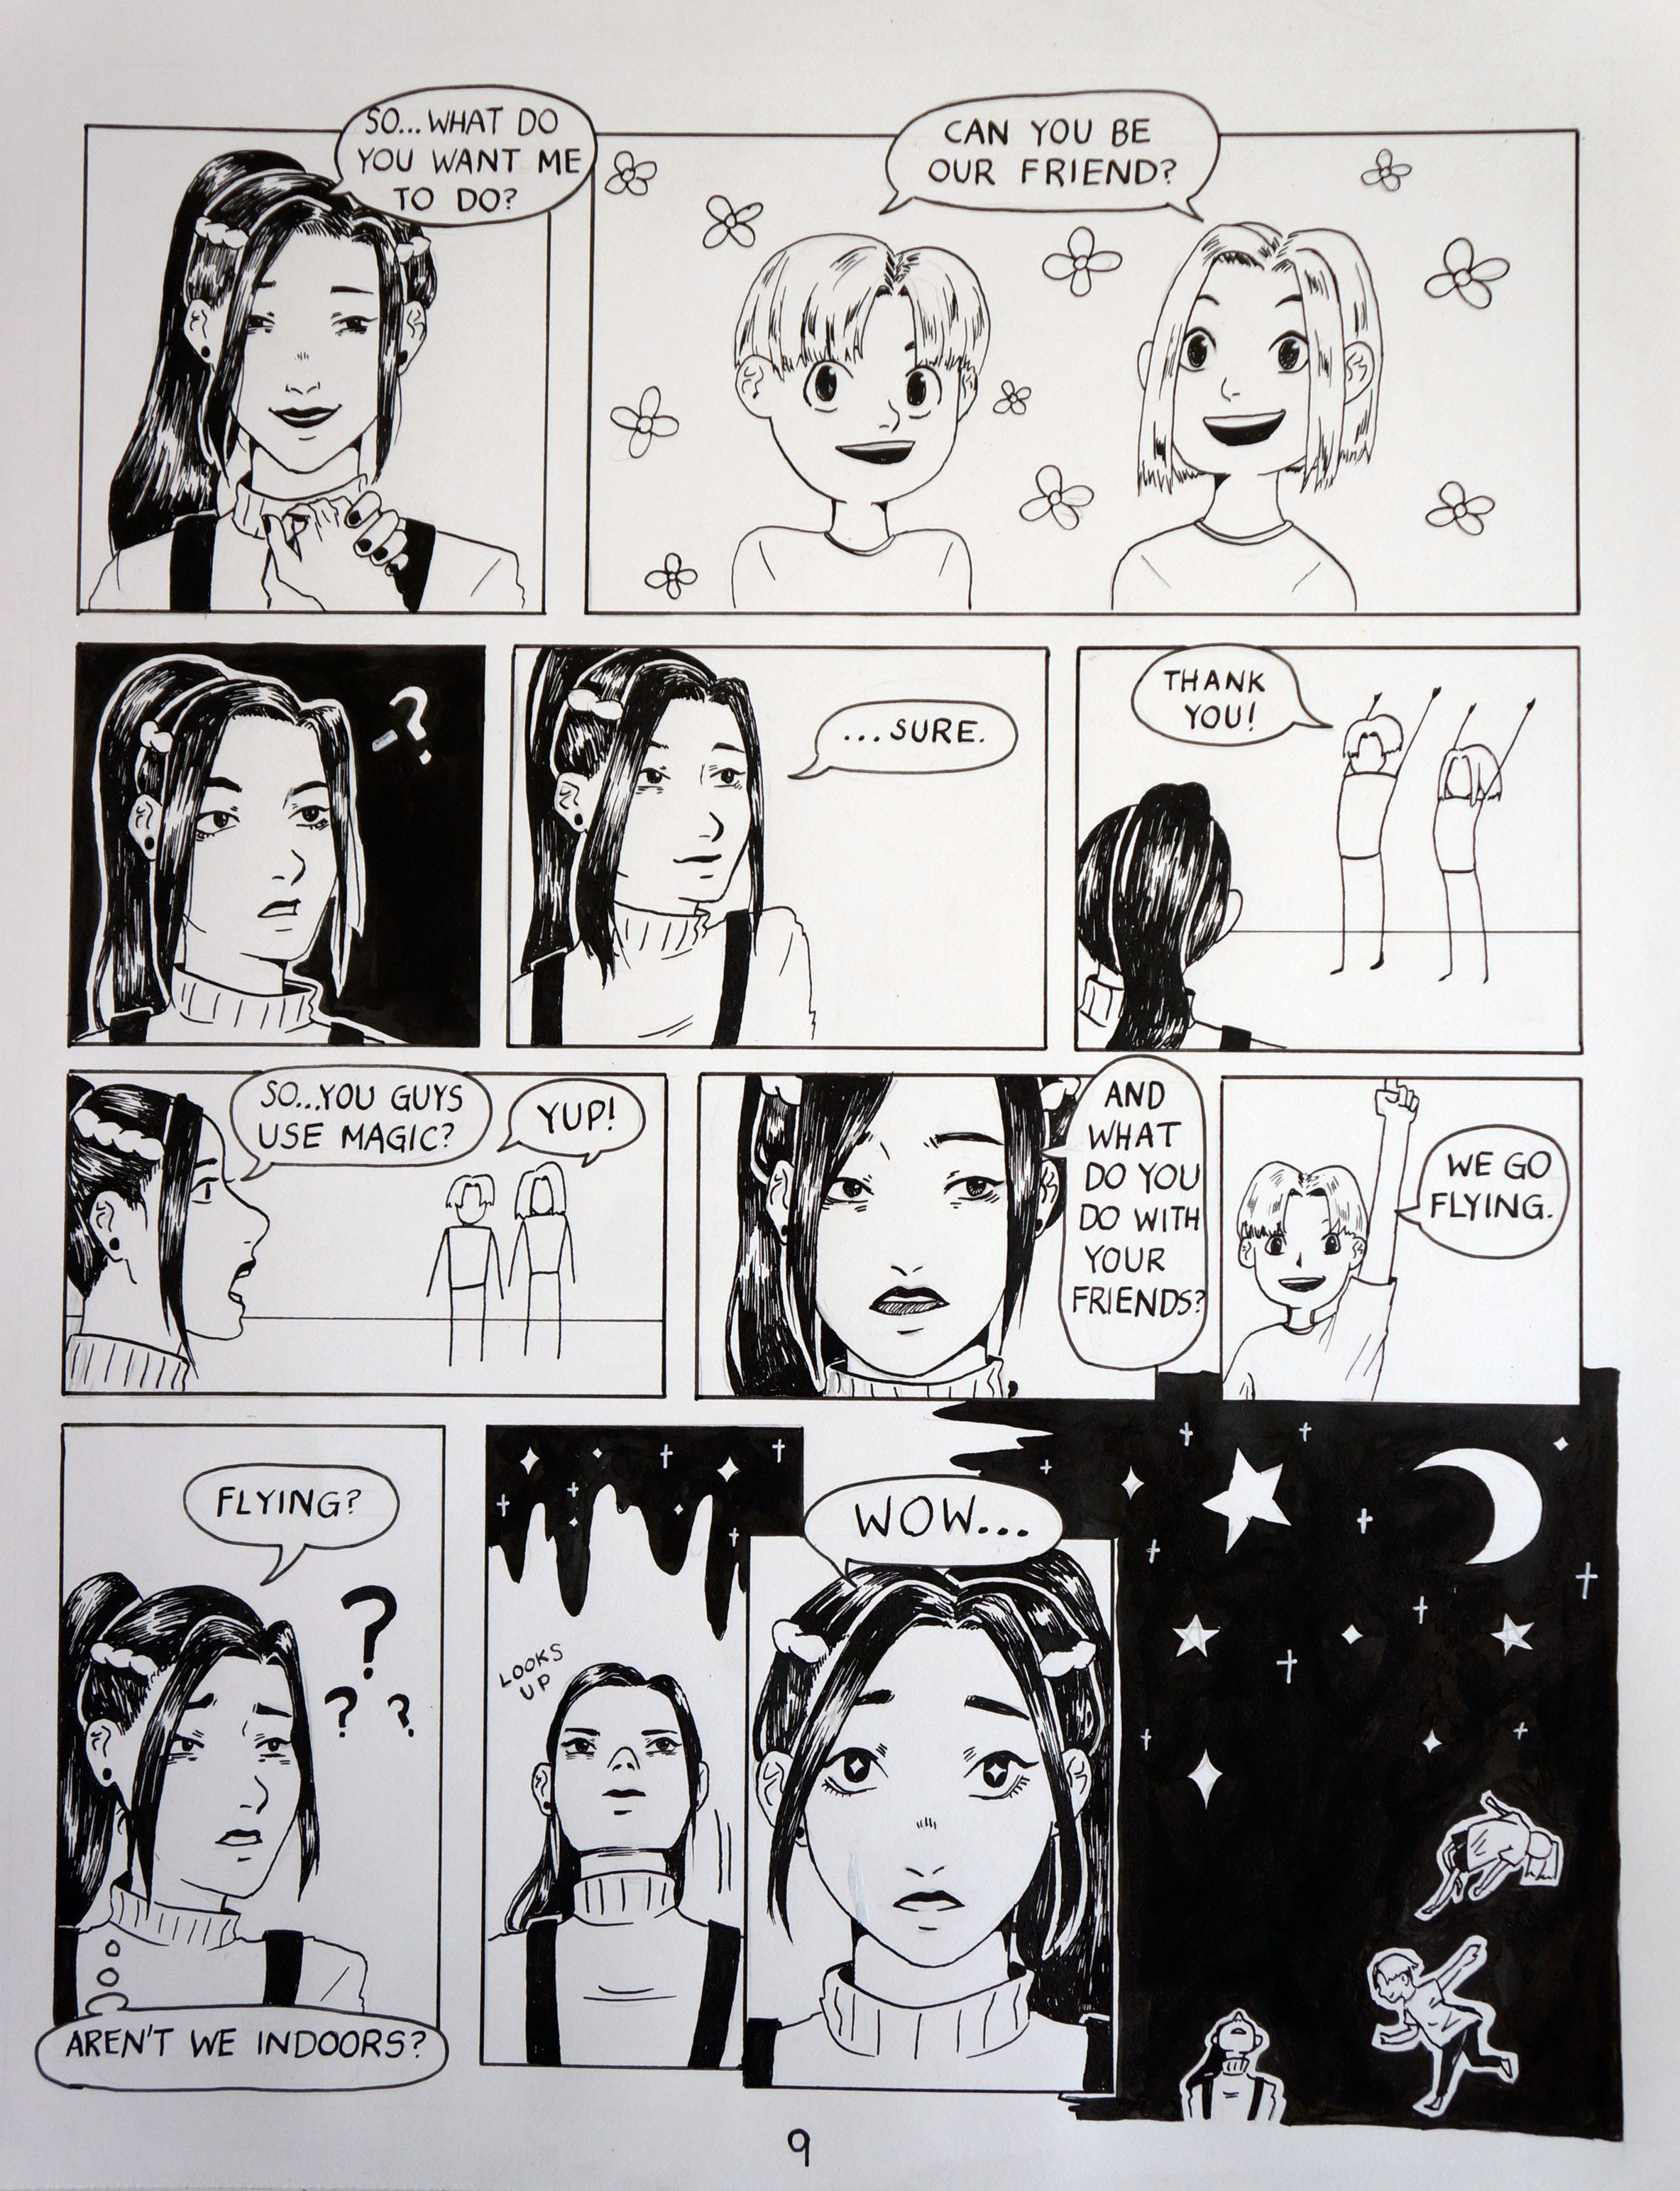 SO...WHAT DO
YOU WANT ME
TO DO?
CAN YOU BE
OUR FRIEND?
?
...SURE.
THANK
YOU!
SO...YOU GUYS
USE MAGIC?
YUP!
AND
WHAT
DO YOU
DO WITH
YOUR
FRIENDS?
WE GO
FLYING.
FLYING?
?
? ?
AREN'T WE INDOORS?
LOOKS
UP
WOW...
9